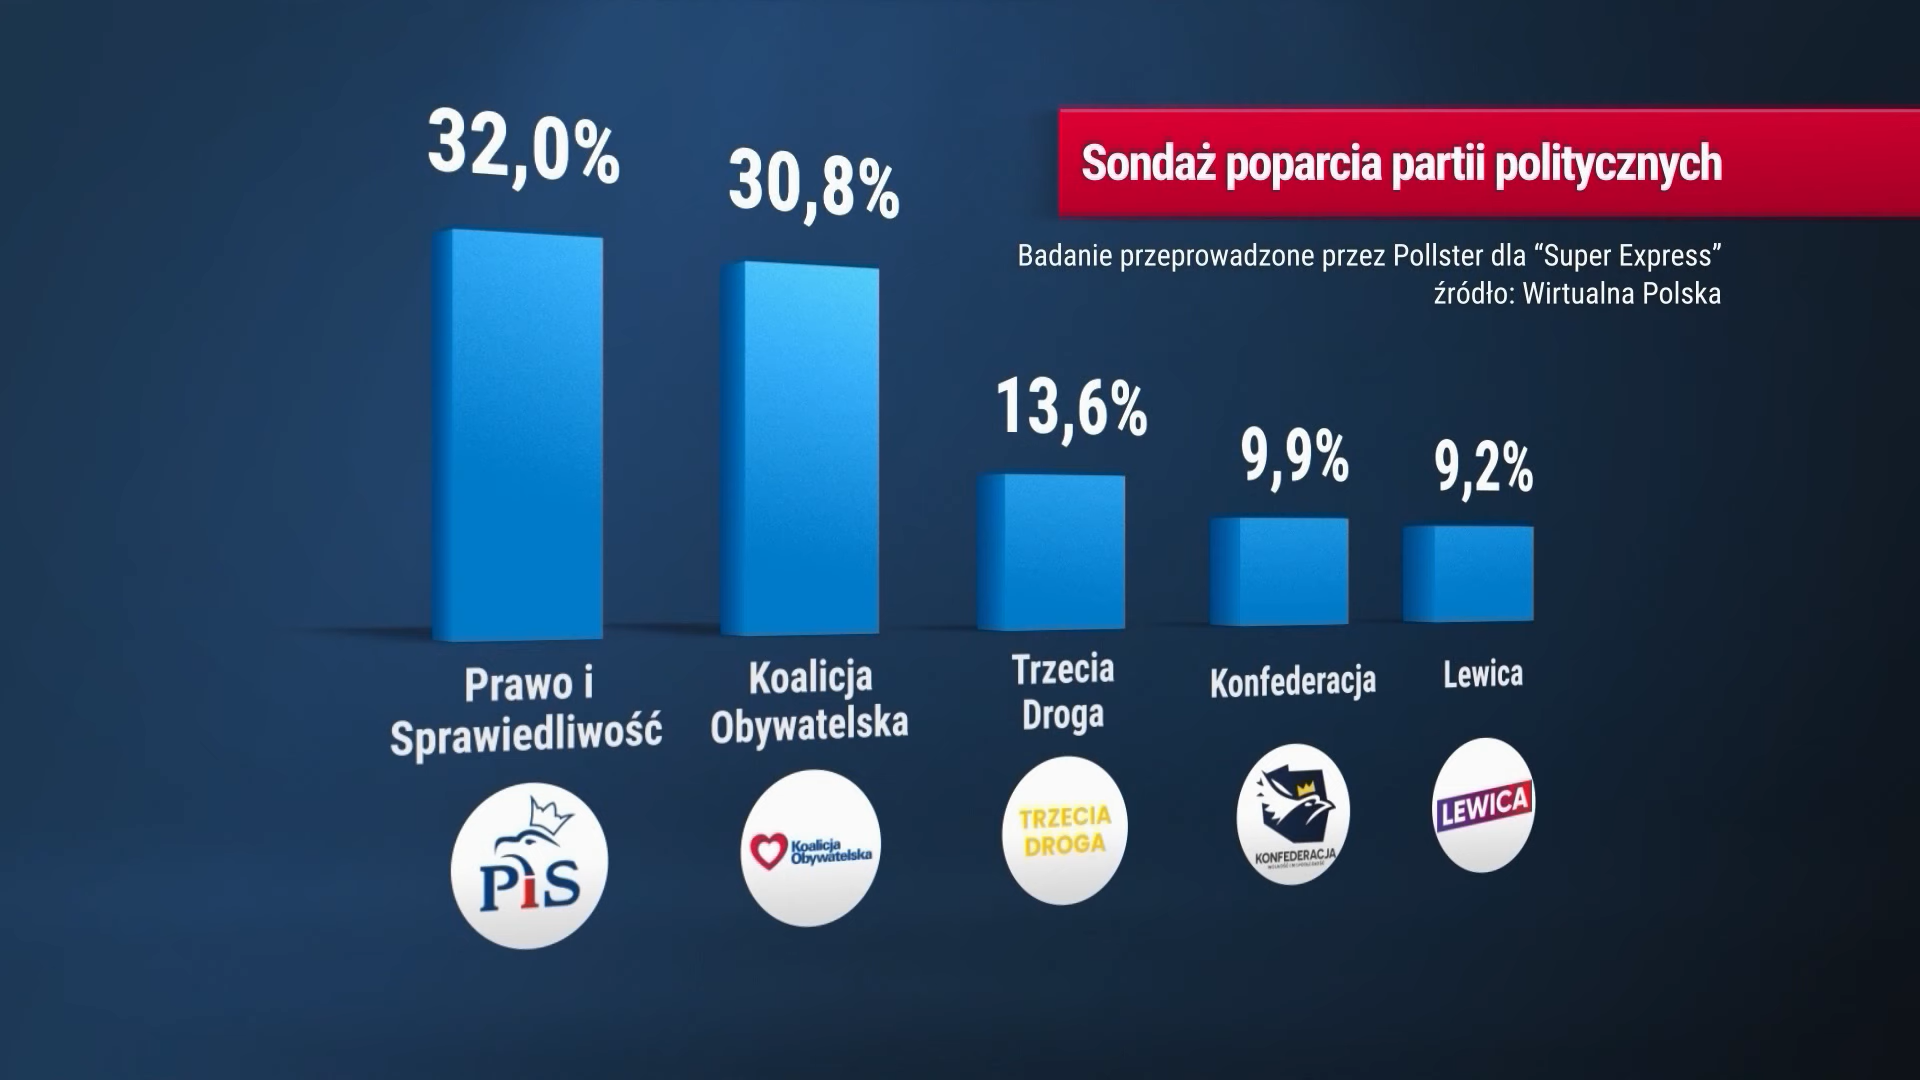 Sondaż poparcia partii politycznych
Badanie przeprowadzone przez Pollster dla “Super Express”
źródło: Wirtualna Polska
32,0%
30,8%
13,6%
9,9%
9,2%
Prawo i
Sprawiedliwość
Koalicja
Obywatelska
Trzecia
Droga
Konfederacja
Lewica
PiS
Koalicja
Obywatelska
TRZECIA
DROGA
KONFEDERACJA
LEWICA